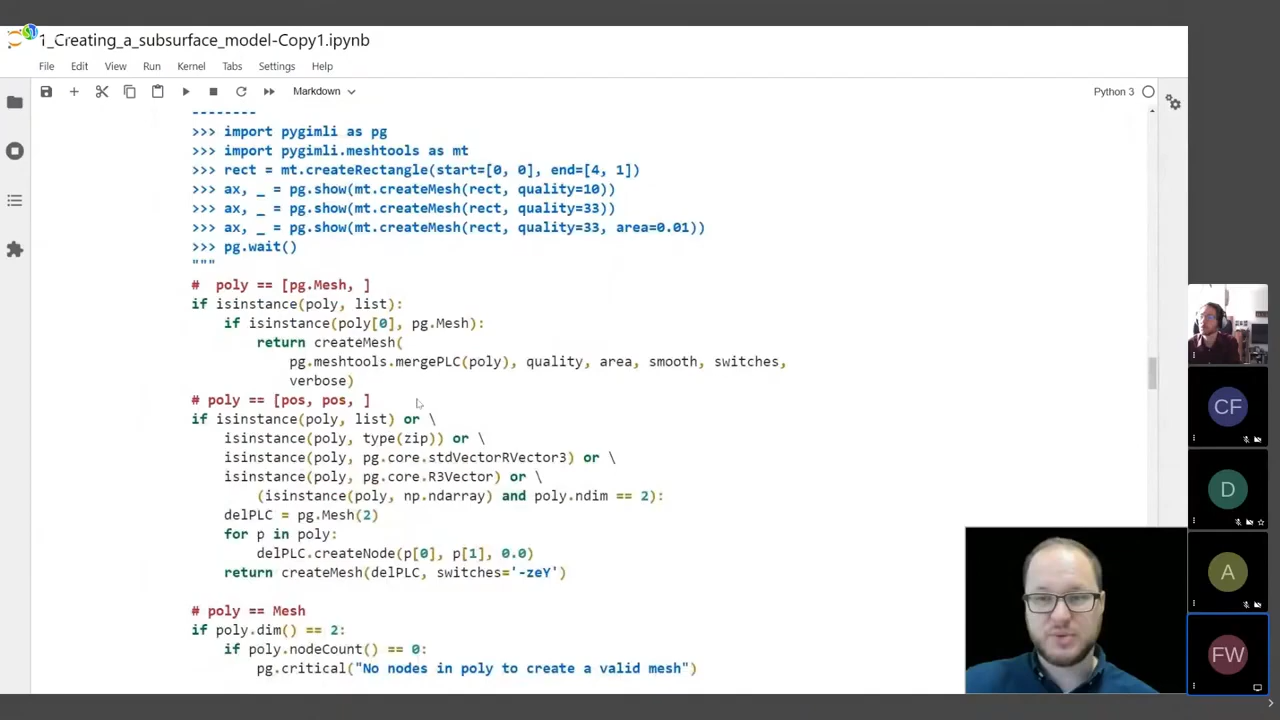 1_Creating_a_subsurface_model-Copy1.ipynb
File Edit View Run Kernel Tabs Settings Help
Markdown Python 3
--------
>>> import pygimli as pg
>>> import pygimli.meshtools as mt
>>> rect = mt.createRectangle(start=[0, 0], end=[4, 1])
>>> ax, _ = pg.show(mt.createMesh(rect, quality=10))
>>> ax, _ = pg.show(mt.createMesh(rect, quality=33))
>>> ax, _ = pg.show(mt.createMesh(rect, quality=33, area=0.01))
>>> pg.wait()
"""
#  poly == [pg.Mesh, ]
if isinstance(poly, list):
    if isinstance(poly[0], pg.Mesh):
        return createMesh(
            pg.meshtools.mergePLC(poly), quality, area, smooth, switches,
            verbose)
# poly == [pos, pos, ]
if isinstance(poly, list) or \
    isinstance(poly, type(zip)) or \
    isinstance(poly, pg.core.stdVectorRVector3) or \
    isinstance(poly, pg.core.R3Vector) or \
        (isinstance(poly, np.ndarray) and poly.ndim == 2):
    delPLC = pg.Mesh(2)
    for p in poly:
        delPLC.createNode(p[0], p[1], 0.0)
    return createMesh(delPLC, switches='-zeY')
# poly == Mesh
if poly.dim() == 2:
    if poly.nodeCount() == 0:
        pg.critical("No nodes in poly to create a valid mesh")
CF
D
A
FW